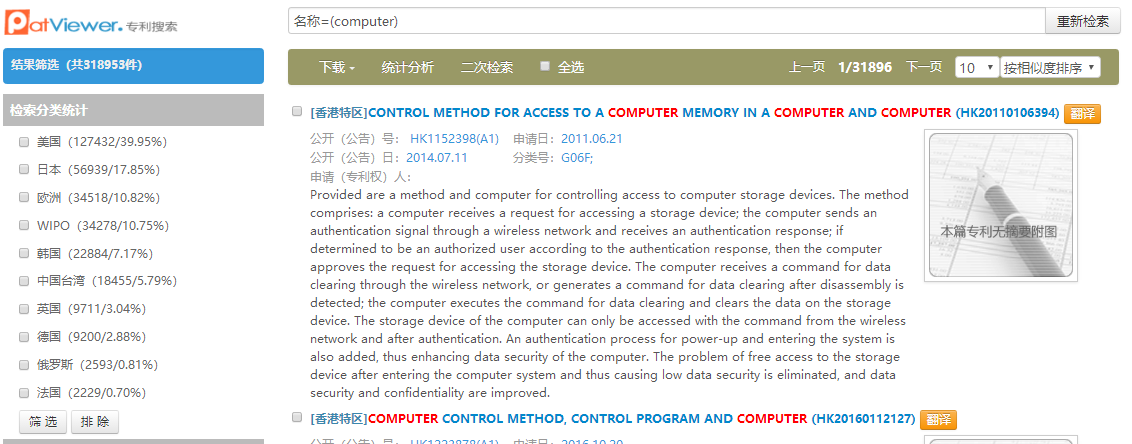 PatViewer. 专利搜索
名称=(computer)
重新检索
结果筛选（共318953件）
下载
统计分析
二次检索
全选
上一页
1/31896
下一页
10
按相似度排序
检索分类统计
美国（127432/39.95%）
日本（56939/17.85%）
欧洲（34518/10.82%）
WIPO（34278/10.75%）
韩国（22884/7.17%）
中国台湾（18455/5.79%）
英国（9711/3.04%）
德国（9200/2.88%）
俄罗斯（2593/0.81%）
法国（2229/0.70%）
筛 选
排 除
[香港特区]CONTROL METHOD FOR ACCESS TO A COMPUTER MEMORY IN A COMPUTER AND COMPUTER (HK20110106394)
翻译
公开（公告）号： HK1152398(A1) 申请日：2011.06.21
公开（公告）日：2014.07.11 分类号：G06F;
申请（专利权）人：
Provided are a method and computer for controlling access to computer storage devices. The method
comprises: a computer receives a request for accessing a storage device; the computer sends an
authentication signal through a wireless network and receives an authentication response; if
determined to be an authorized user according to the authentication response, then the computer
approves the request for accessing the storage device. The computer receives a command for data
clearing through the wireless network, or generates a command for data clearing after disassembly is
detected; the computer executes the command for data clearing and clears the data on the storage
device. The storage device of the computer can only be accessed with the command from the wireless
network and after authentication. An authentication process for power-up and entering the system is
also added, thus enhancing data security of the computer. The problem of free access to the storage
device after entering the computer system and thus causing low data security is eliminated, and data
security and confidentiality are improved.
本篇专利无摘要附图
[香港特区]COMPUTER CONTROL METHOD, CONTROL PROGRAM AND COMPUTER (HK20160112127)
翻译